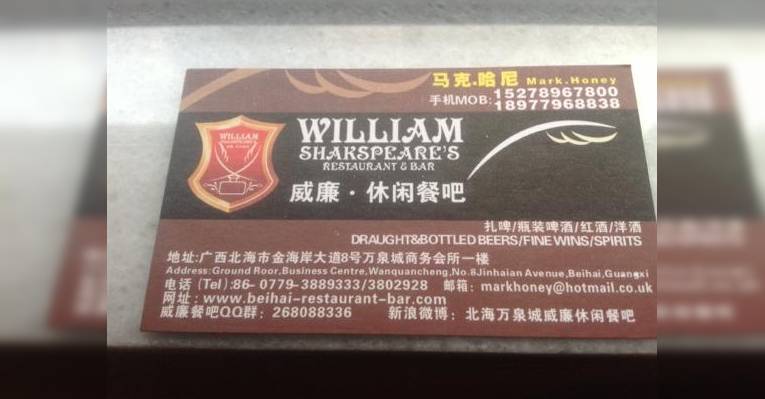 马克.哈尼 Mark.Honey
手机MOB: 15278967800
18977968838
WILLIAM
SHAKSPEARE'S
WILLIAM
SHAKSPEARE'S
RESTAURANT & BAR
威廉·休闲餐吧
扎啤/瓶装啤酒/红酒/洋酒
DRAUGHT&BOTTLED BEERS/FINE WINS/SPIRITS
地址:广西北海市金海岸大道8号万泉城商务会所一楼
Address:Ground Roor,Business Centre,Wanquancheng,No.8Jinhaian Avenue,Beihai,Guangxi
电话 (Tel):86- 0779-3889333/3802928 邮箱: markhoney@hotmail.co.uk
网址: www.beihai-restaurant-bar.com
威廉餐吧QQ群: 268088336 新浪微博: 北海万泉城威廉休闲餐吧